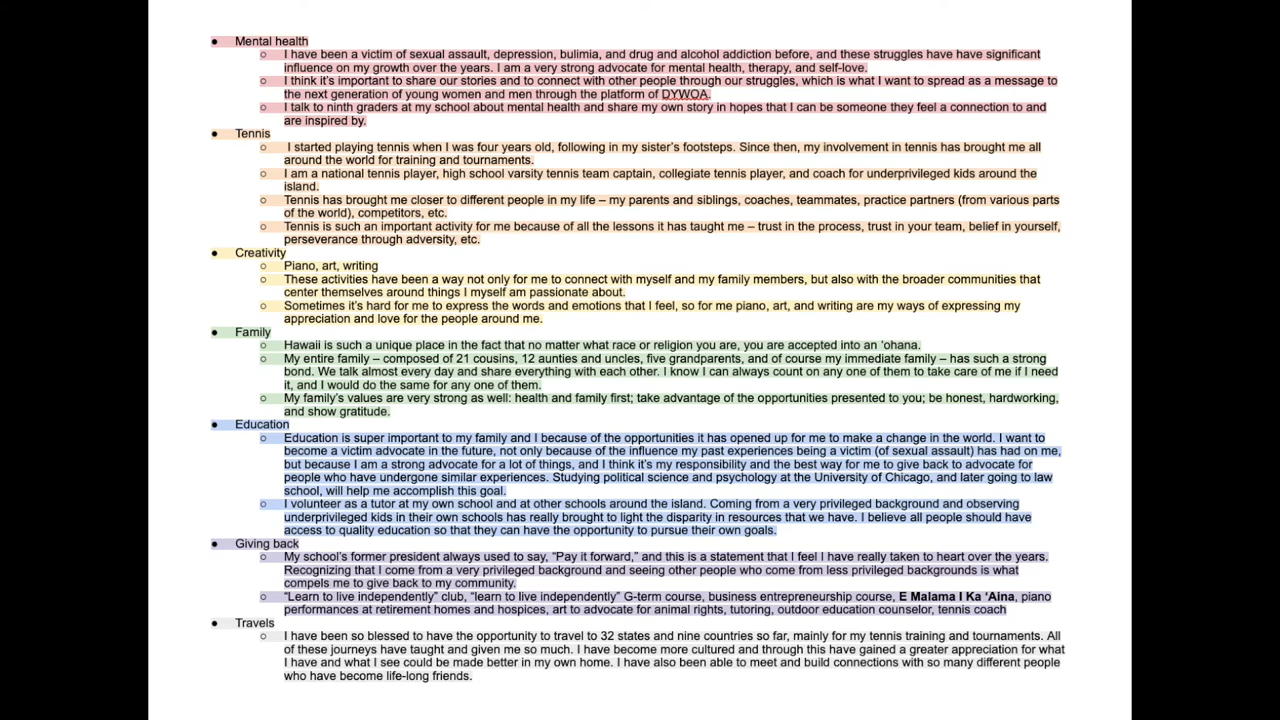 ● Mental health
○ I have been a victim of sexual assault, depression, bulimia, and drug and alcohol addiction before, and these struggles have have significant
influence on my growth over the years. I am a very strong advocate for mental health, therapy, and self-love.
○ I think it's important to share our stories and to connect with other people through our struggles, which is what I want to spread as a message to
the next generation of young women and men through the platform of DYWOA.
○ I talk to ninth graders at my school about mental health and share my own story in hopes that I can be someone they feel a connection to and
are inspired by.
● Tennis
○ I started playing tennis when I was four years old, following in my sister's footsteps. Since then, my involvement in tennis has brought me all
around the world for training and tournaments.
○ I am a national tennis player, high school varsity tennis team captain, collegiate tennis player, and coach for underprivileged kids around the
island.
○ Tennis has brought me closer to different people in my life – my parents and siblings, coaches, teammates, practice partners (from various parts
of the world), competitors, etc.
○ Tennis is such an important activity for me because of all the lessons it has taught me – trust in the process, trust in your team, belief in yourself,
perseverance through adversity, etc.
● Creativity
○ Piano, art, writing
○ These activities have been a way not only for me to connect with myself and my family members, but also with the broader communities that
center themselves around things I myself am passionate about.
○ Sometimes it's hard for me to express the words and emotions that I feel, so for me piano, art, and writing are my ways of expressing my
appreciation and love for the people around me.
● Family
○ Hawaii is such a unique place in the fact that no matter what race or religion you are, you are accepted into an 'ohana.
○ My entire family – composed of 21 cousins, 12 aunties and uncles, five grandparents, and of course my immediate family – has such a strong
bond. We talk almost every day and share everything with each other. I know I can always count on any one of them to take care of me if I need
it, and I would do the same for any one of them.
○ My family's values are very strong as well: health and family first; take advantage of the opportunities presented to you; be honest, hardworking,
and show gratitude.
● Education
○ Education is super important to my family and I because of the opportunities it has opened up for me to make a change in the world. I want to
become a victim advocate in the future, not only because of the influence my past experiences being a victim (of sexual assault) has had on me,
but because I am a strong advocate for a lot of things, and I think it's my responsibility and the best way for me to give back to advocate for
people who have undergone similar experiences. Studying political science and psychology at the University of Chicago, and later going to law
school, will help me accomplish this goal.
○ I volunteer as a tutor at my own school and at other schools around the island. Coming from a very privileged background and observing
underprivileged kids in their own schools has really brought to light the disparity in resources that we have. I believe all people should have
access to quality education so that they can have the opportunity to pursue their own goals.
● Giving back
○ My school's former president always used to say, "Pay it forward," and this is a statement that I feel I have really taken to heart over the years.
Recognizing that I come from a very privileged background and seeing other people who come from less privileged backgrounds is what
compels me to give back to my community.
○ "Learn to live independently" club, "learn to live independently" G-term course, business entrepreneurship course, E Malama I Ka 'Aina, piano
performances at retirement homes and hospices, art to advocate for animal rights, tutoring, outdoor education counselor, tennis coach
● Travels
○ I have been so blessed to have the opportunity to travel to 32 states and nine countries so far, mainly for my tennis training and tournaments. All
of these journeys have taught and given me so much. I have become more cultured and through this have gained a greater appreciation for what
I have and what I see could be made better in my own home. I have also been able to meet and build connections with so many different people
who have become life-long friends.